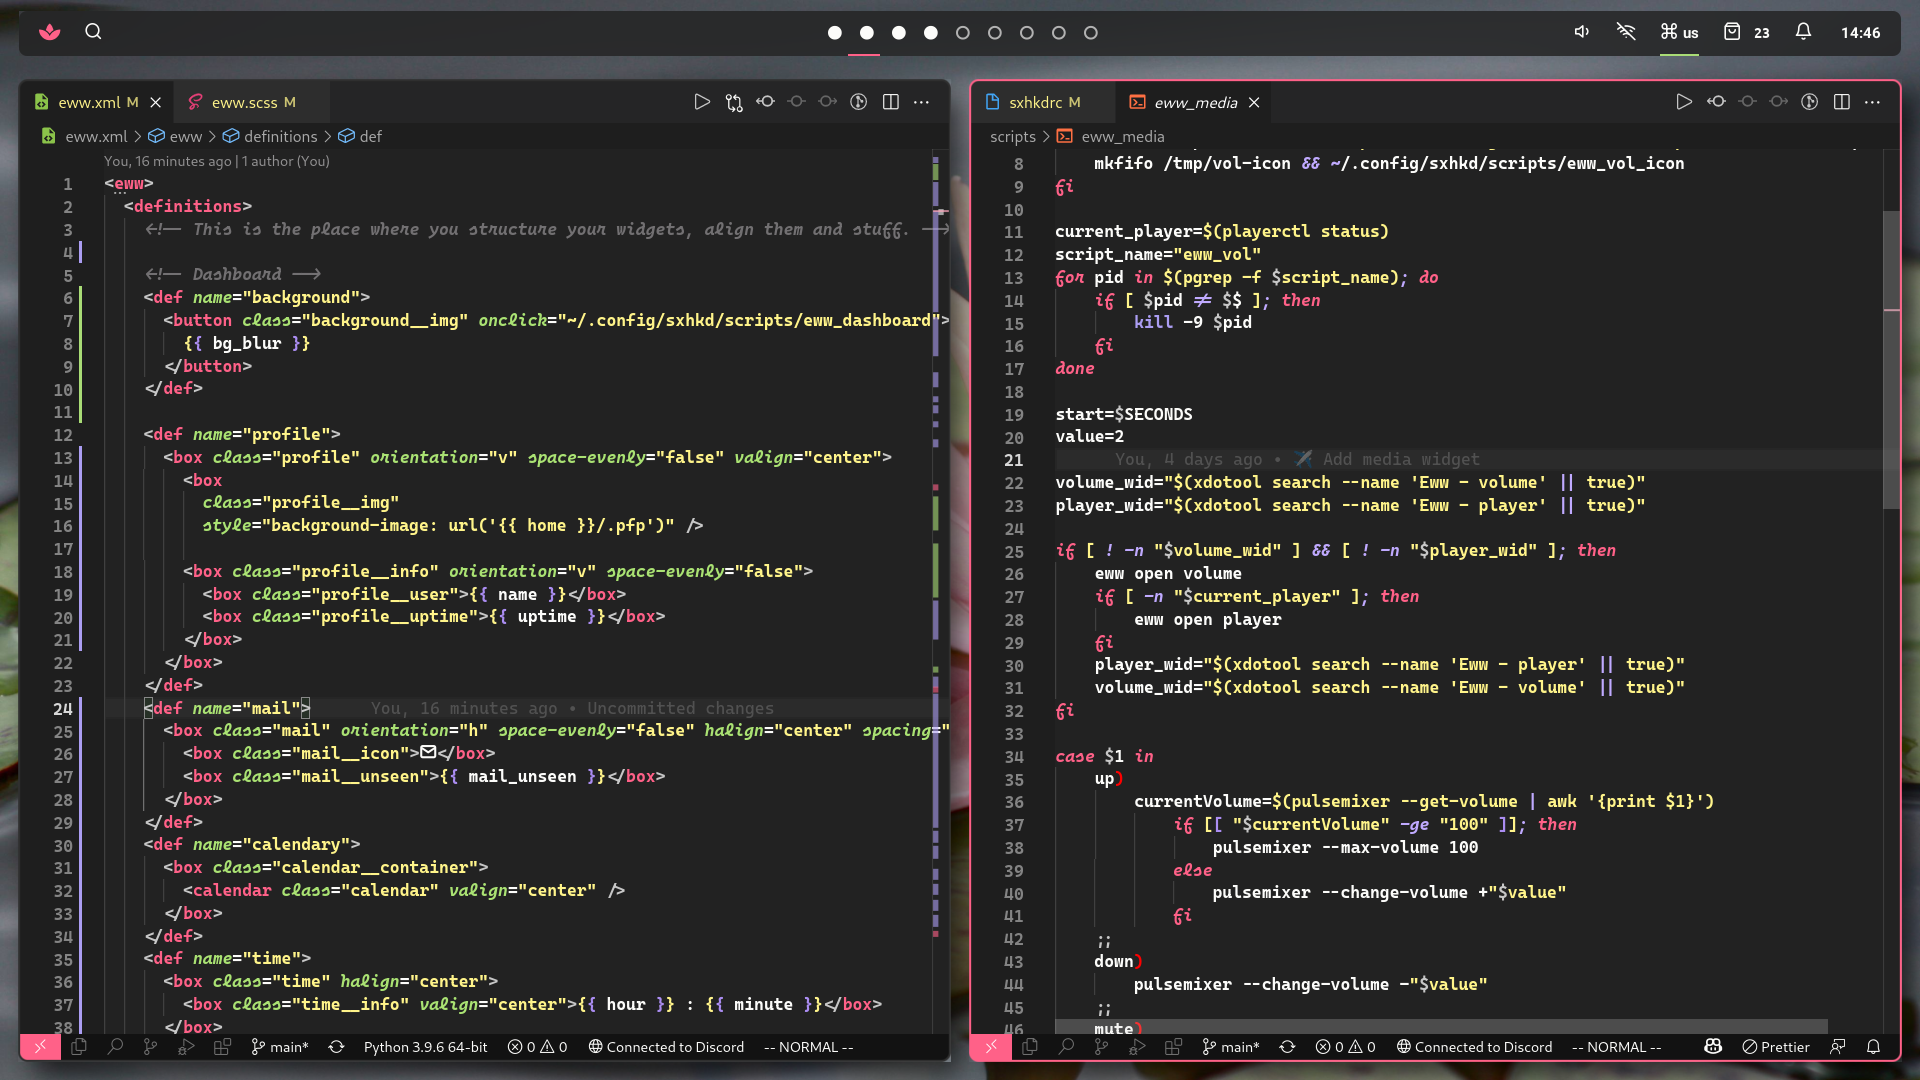 us 23 14:46
eww.xml M eww.scss M
eww.xml > eww > definitions > def
You, 16 minutes ago | 1 author (You)
1 <eww>
2 <definitions>
3 <!-- This is the place where you structure your widgets, align them and stuff. -->
4
5 <!-- Dashboard -->
6 <def name="background">
7 <button class="background__img" onclick="~/.config/sxhkd/scripts/eww_dashboard">
8 {{ bg_blur }}
9 </button>
10 </def>
11
12 <def name="profile">
13 <box class="profile" orientation="v" space-evenly="false" valign="center">
14 <box
15 class="profile__img"
16 style="background-image: url('{{ home }}/.pfp')" />
17
18 <box class="profile__info" orientation="v" space-evenly="false">
19 <box class="profile__user">{{ name }}</box>
20 <box class="profile__uptime">{{ uptime }}</box>
21 </box>
22 </box>
23 </def>
24 <def name="mail"> You, 16 minutes ago • Uncommitted changes
25 <box class="mail" orientation="h" space-evenly="false" halign="center" spacing="
26 <box class="mail__icon"></box>
27 <box class="mail__unseen">{{ mail_unseen }}</box>
28 </box>
29 </def>
30 <def name="calendary">
31 <box class="calendar__container">
32 <calendar class="calendar" valign="center" />
33 </box>
34 </def>
35 <def name="time">
36 <box class="time" halign="center">
37 <box class="time__info" valign="center">{{ hour }} : {{ minute }}</box>
38 </box>
main* Python 3.9.6 64-bit 0 0 Connected to Discord -- NORMAL --
sxhkdrc M eww_media
scripts > eww_media
8 mkfifo /tmp/vol-icon && ~/.config/sxhkd/scripts/eww_vol_icon
9 fi
10
11 current_player=$(playerctl status)
12 script_name="eww_vol"
13 for pid in $(pgrep -f $script_name); do
14 if [ $pid != $$ ]; then
15 kill -9 $pid
16 fi
17 done
18
19 start=$SECONDS
20 value=2
21 You, 4 days ago • Add media widget
22 volume_wid="$(xdotool search --name 'Eww - volume' || true)"
23 player_wid="$(xdotool search --name 'Eww - player' || true)"
24
25 if [ ! -n "$volume_wid" ] && [ ! -n "$player_wid" ]; then
26 eww open volume
27 if [ -n "$current_player" ]; then
28 eww open player
29 fi
30 player_wid="$(xdotool search --name 'Eww - player' || true)"
31 volume_wid="$(xdotool search --name 'Eww - volume' || true)"
32 fi
33
34 case $1 in
35 up)
36 currentVolume=$(pulsemixer --get-volume | awk '{print $1}')
37 if [[ "$currentVolume" -ge "100" ]]; then
38 pulsemixer --max-volume 100
39 else
40 pulsemixer --change-volume +"$value"
41 fi
42 ;;
43 down)
44 pulsemixer --change-volume -"$value"
45 ;;
46 mute)
main* 0 0 Connected to Discord -- NORMAL -- Prettier